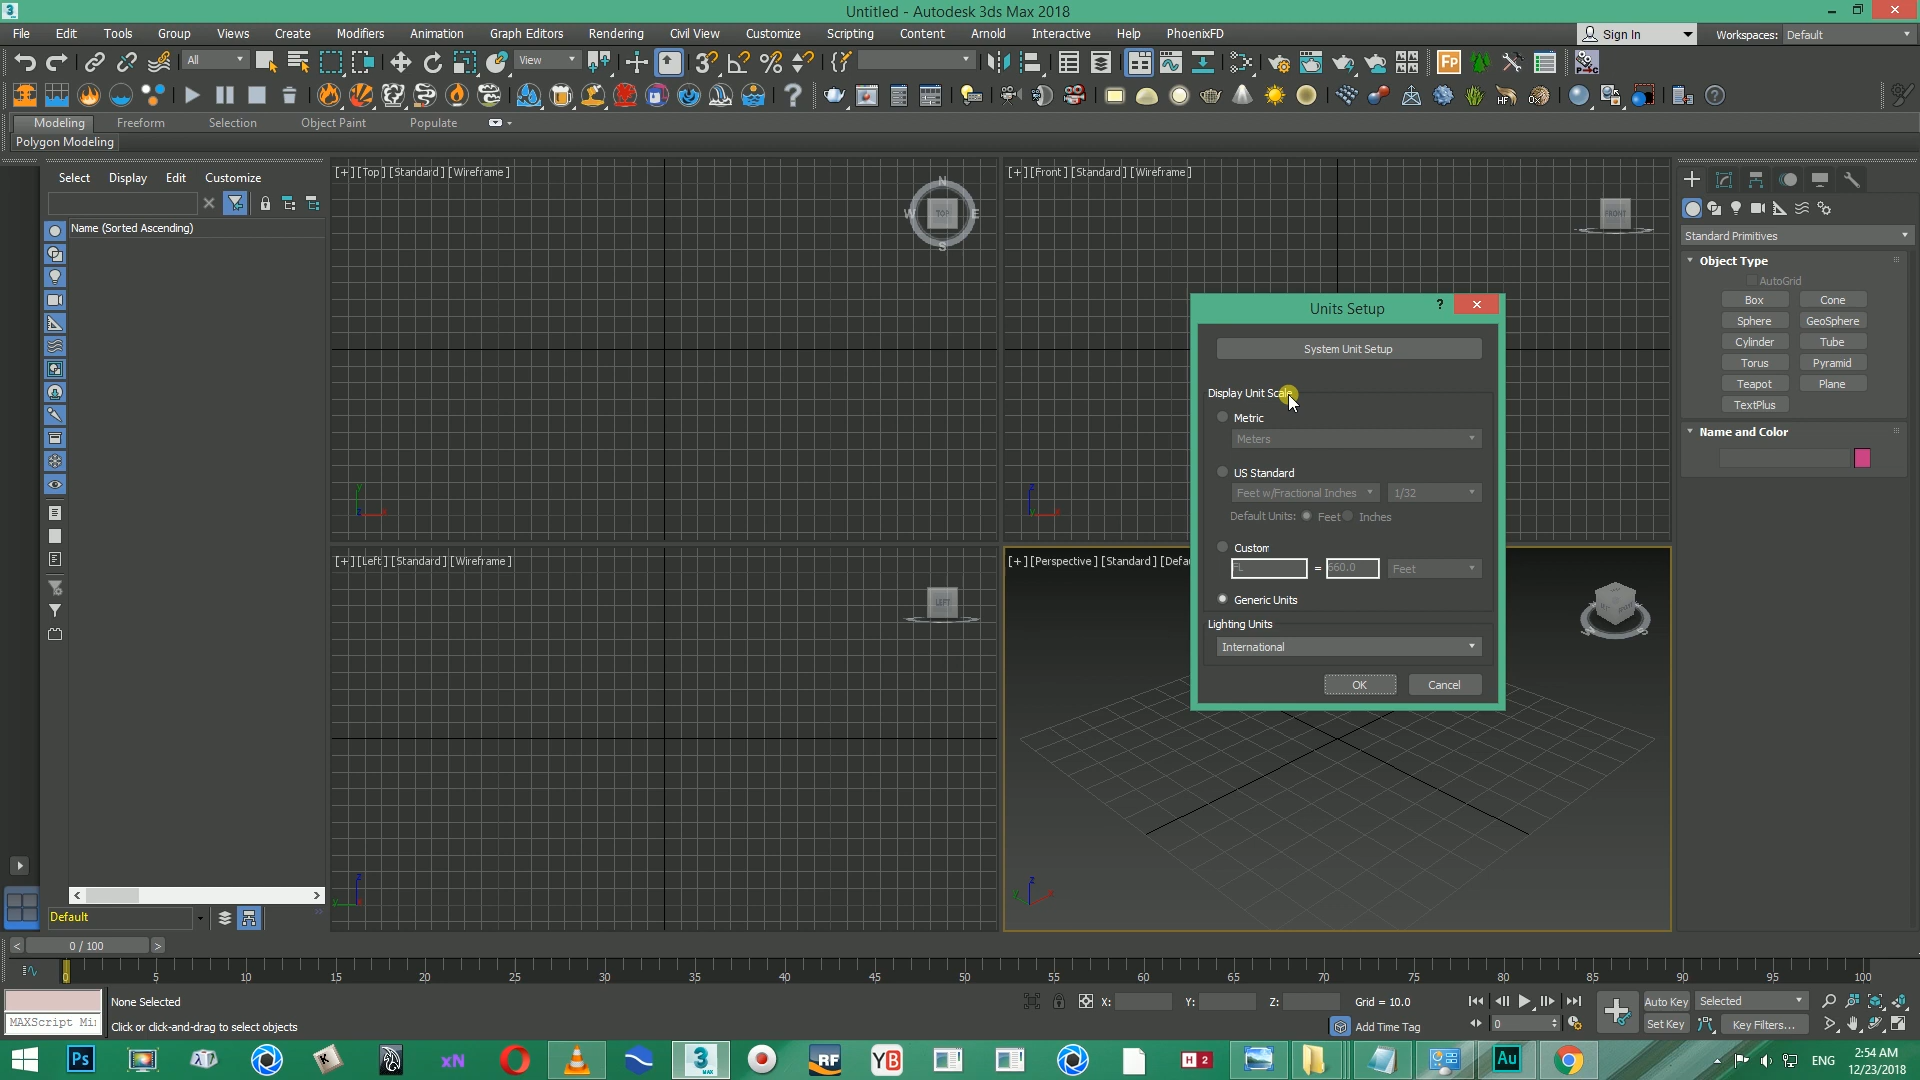 Untitled - Autodesk 3ds Max 2018
File Edit Tools Group Views Create Modifiers Animation Graph Editors Rendering Civil View Customize Scripting Content Arnold Interactive Help PhoenixFD
Sign In
Workspaces: Default
All
View
Modeling Freeform Selection Object Paint Populate
Polygon Modeling
Select Display Edit Customize
Name (Sorted Ascending)
[+] [Top] [Standard] [Wireframe]
N
W TOP E
S
[+] [Front] [Standard] [Wireframe]
FRONT
Standard Primitives
Object Type
AutoGrid
Box Cone
Sphere GeoSphere
Cylinder Tube
Torus Pyramid
Teapot Plane
TextPlus
Name and Color
Units Setup
?
System Unit Setup
Display Unit Scale
Metric
Meters
US Standard
Feet w/Fractional Inches 1/32
Default Units: Feet Inches
Custom
FL = 660.0 Feet
Generic Units
Lighting Units
International
OK Cancel
[+] [Left] [Standard] [Wireframe]
LEFT
[+] [Perspective] [Standard] [Defa
Default
0 / 100
0 5 10 15 20 25 30 35 40 45 50 55 60 65 70 75 80 85 90 95 100
None Selected
X: Y: Z: Grid = 10.0
Auto Key Selected
MAXScript Mi
Click or click-and-drag to select objects
Add Time Tag
0
Set Key Key Filters...
ENG
2:54 AM
12/23/2018